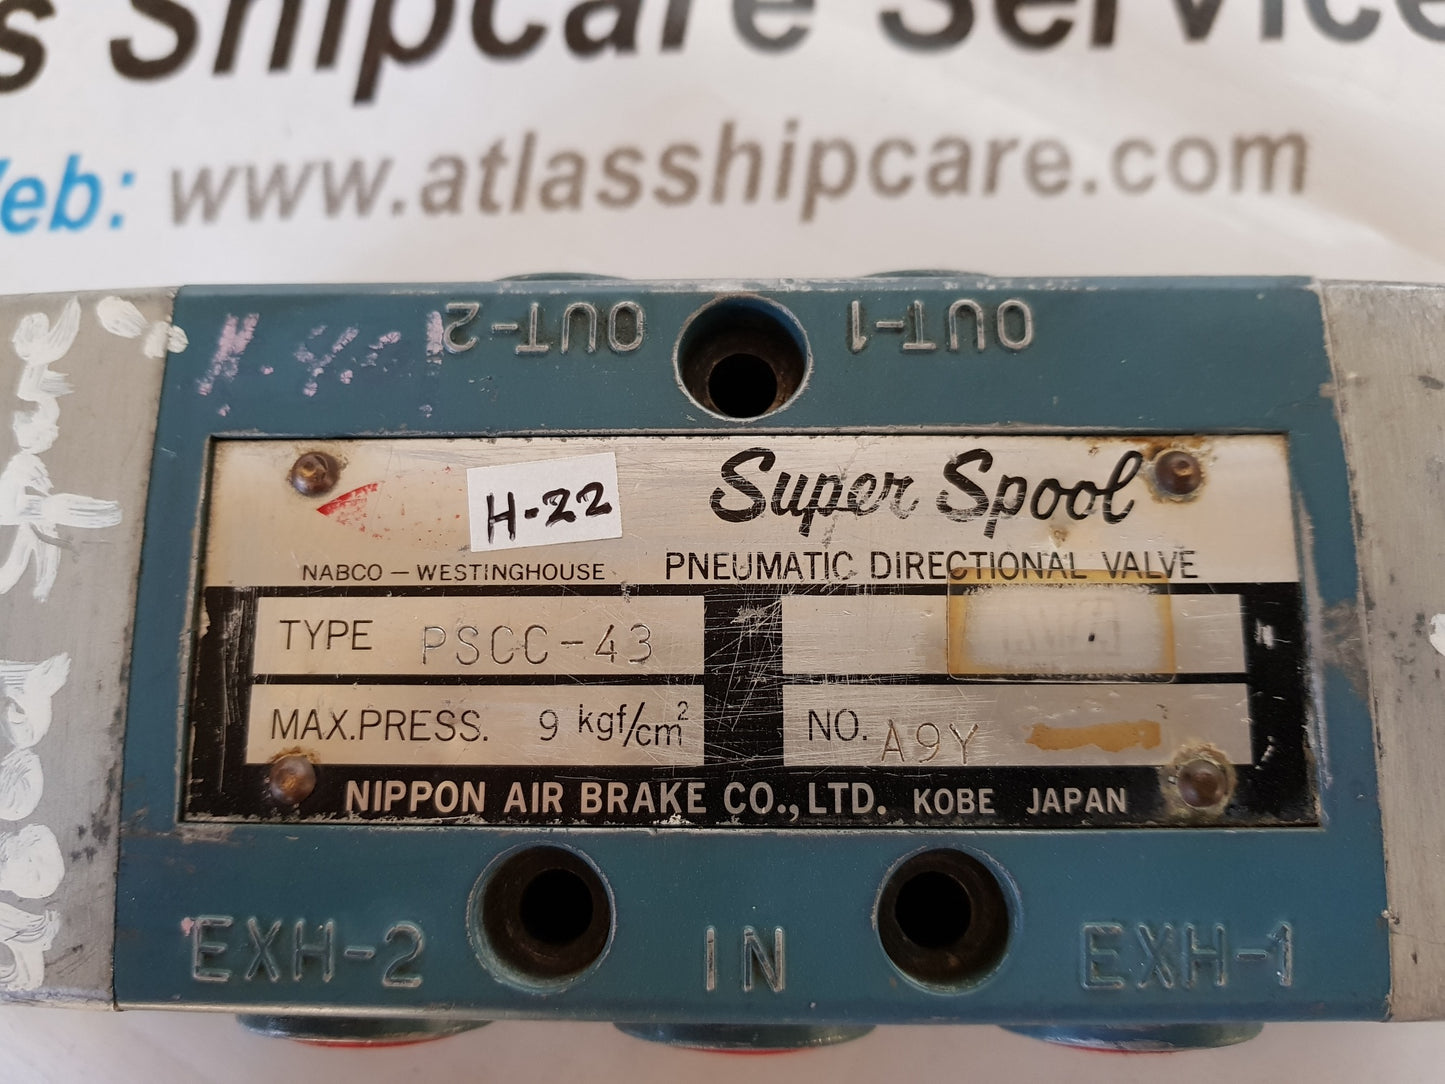 s Shipcare Service
Web: www.atlasshipcare.com
OUT-2 OUT-1
H-22
Super Spool
NABCO – WESTINGHOUSE PNEUMATIC DIRECTIONAL VALVE
TYPE PSCC-43
MAX.PRESS. 9 kgf/cm² NO. A9Y
NIPPON AIR BRAKE CO., LTD. KOBE JAPAN
EXH-2 IN EXH-1